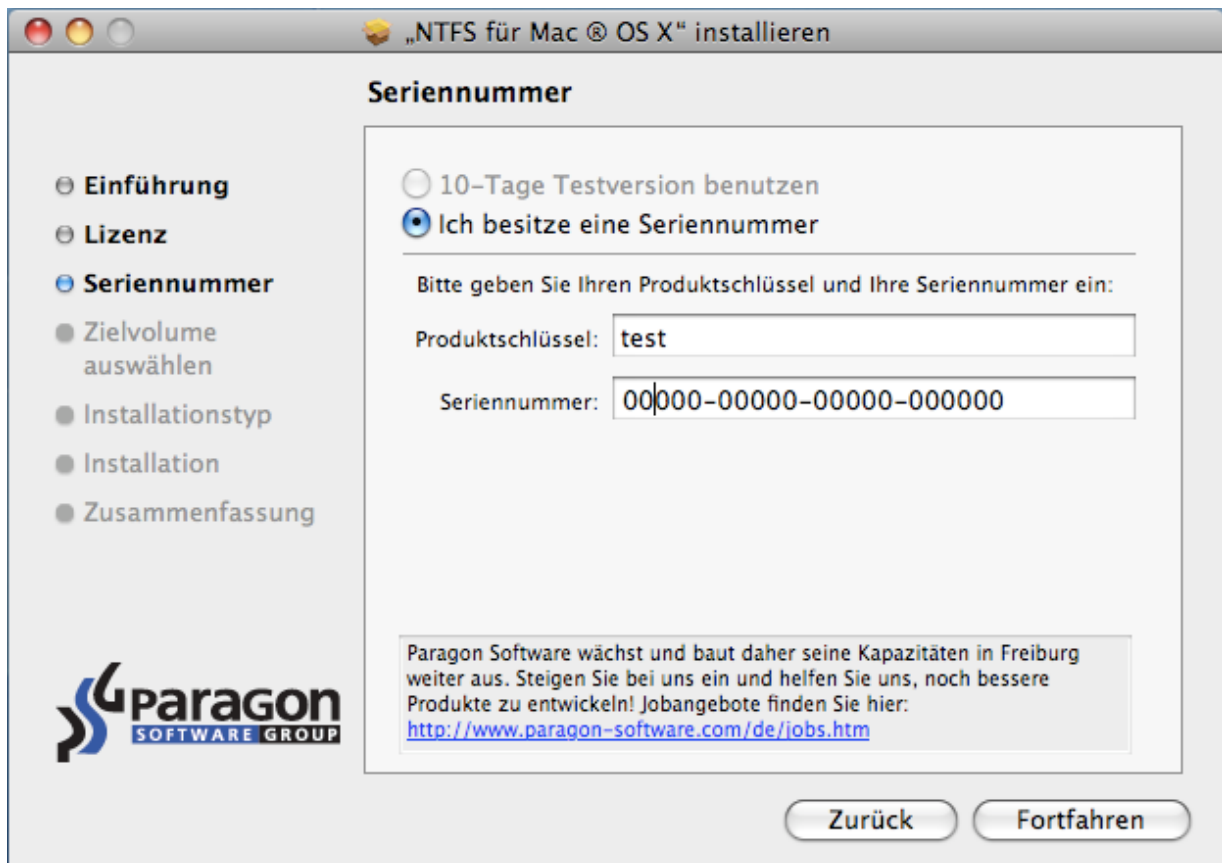 „NTFS für Mac ® OS X“ installieren
Seriennummer
Einführung
Lizenz
Seriennummer
Zielvolume
auswählen
Installationstyp
Installation
Zusammenfassung
10-Tage Testversion benutzen
Ich besitze eine Seriennummer
Bitte geben Sie Ihren Produktschlüssel und Ihre Seriennummer ein:
Produktschlüssel: test
Seriennummer: 00000-00000-00000-000000
Paragon Software wächst und baut daher seine Kapazitäten in Freiburg
weiter aus. Steigen Sie bei uns ein und helfen Sie uns, noch bessere
Produkte zu entwickeln! Jobangebote finden Sie hier:
http://www.paragon-software.com/de/jobs.htm
Paragon
SOFTWARE GROUP
Zurück
Fortfahren